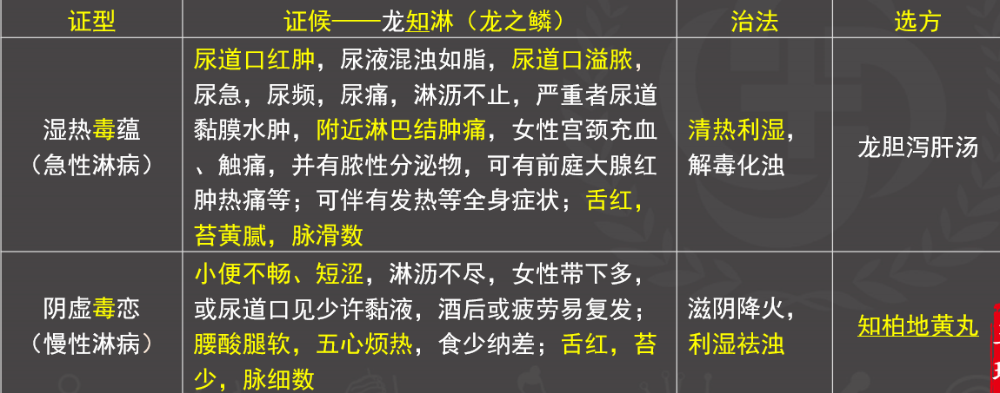 证型
证候——龙知淋（龙之鳞）
治法
选方
湿热毒蕴
（急性淋病）
尿道口红肿，尿液混浊如脂，尿道口溢脓，
尿急，尿频，尿痛，淋沥不止，严重者尿道
黏膜水肿，附近淋巴结肿痛，女性宫颈充血
、触痛，并有脓性分泌物，可有前庭大腺红
肿热痛等；可伴有发热等全身症状；舌红，
苔黄腻，脉滑数
清热利湿，
解毒化浊
龙胆泻肝汤
阴虚毒恋
（慢性淋病）
小便不畅、短涩，淋沥不尽，女性带下多，
或尿道口见少许黏液，酒后或疲劳易复发；
腰酸腿软，五心烦热，食少纳差；舌红，苔
少，脉细数
滋阴降火，
利湿祛浊
知柏地黄丸